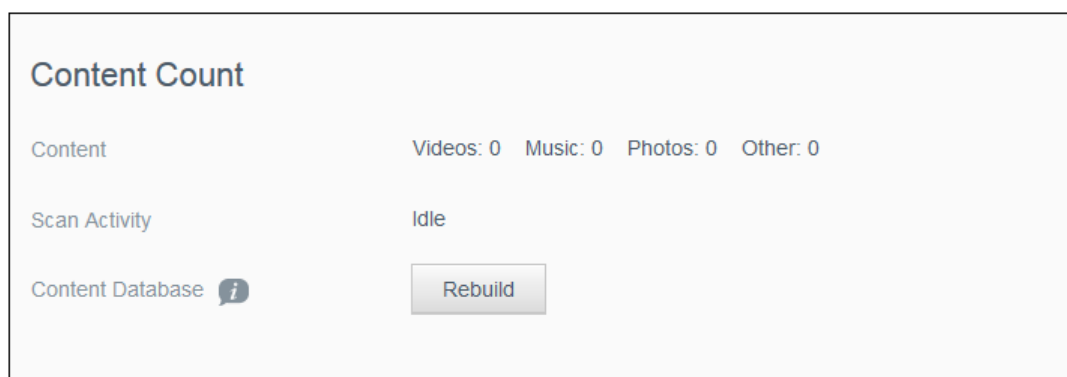 Content Count
Content Videos: 0 Music: 0 Photos: 0 Other: 0
Scan Activity Idle
Content Database i Rebuild